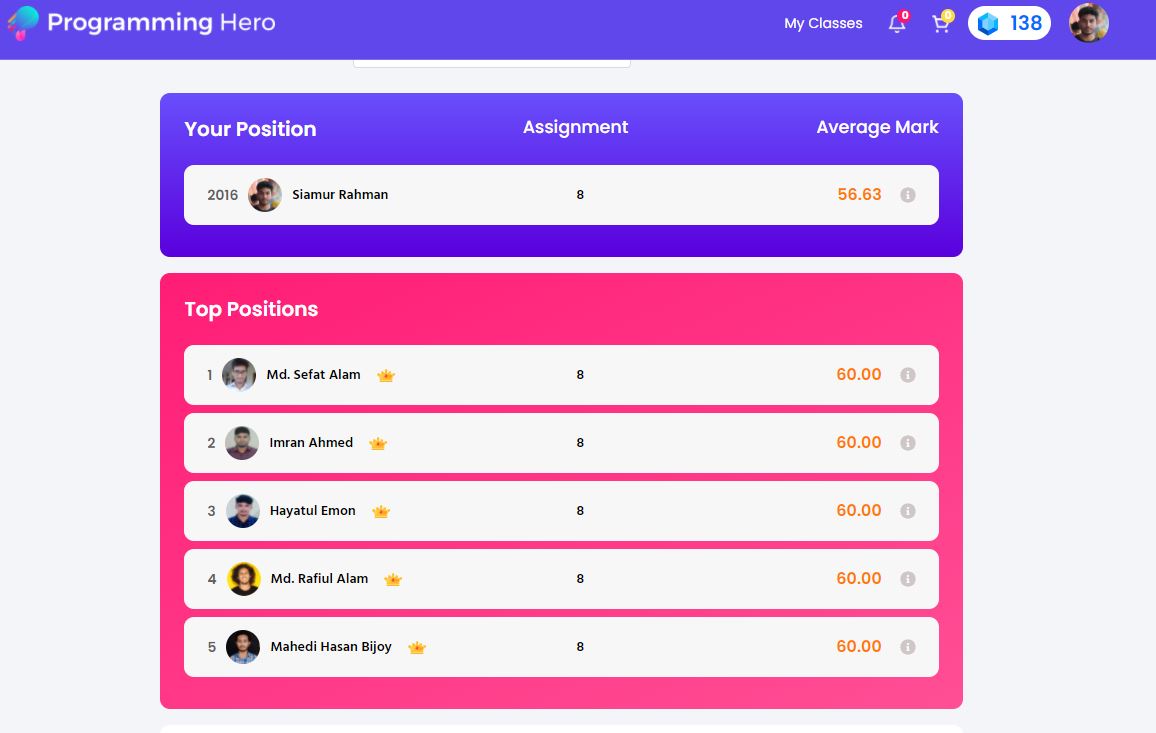 Programming Hero
My Classes
0
0
138
Your Position Assignment Average Mark
2016 Siamur Rahman 8 56.63
Top Positions
1 Md. Sefat Alam 8 60.00
2 Imran Ahmed 8 60.00
3 Hayatul Emon 8 60.00
4 Md. Rafiul Alam 8 60.00
5 Mahedi Hasan Bijoy 8 60.00